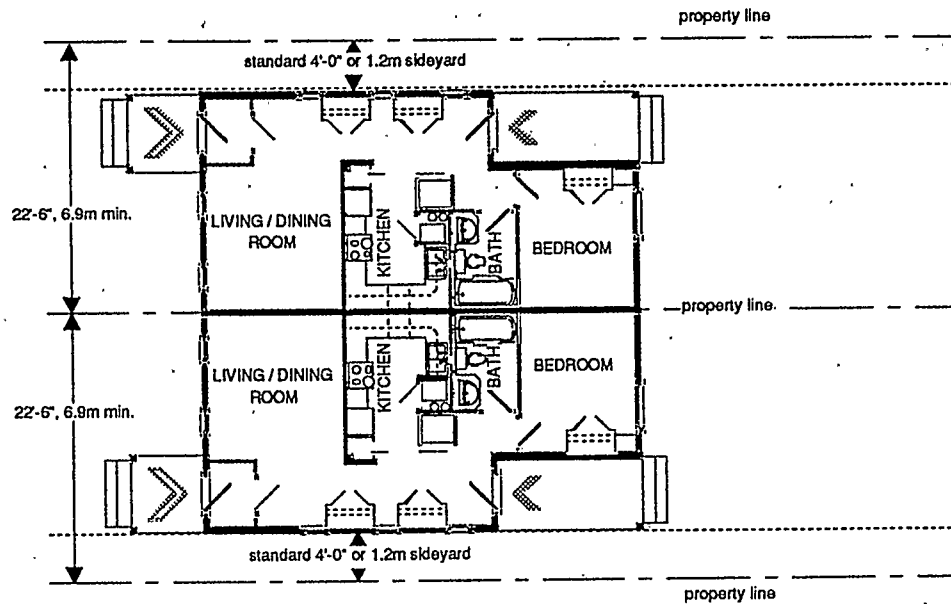 property line
standard 4'-0" or 1.2m sideyard
22'-6", 6.9m min.
LIVING / DINING
ROOM
KITCHEN
BATH
BEDROOM
property line
LIVING / DINING
ROOM
KITCHEN
BATH
BEDROOM
22'-6", 6.9m min.
standard 4'-0" or 1.2m sideyard
property line